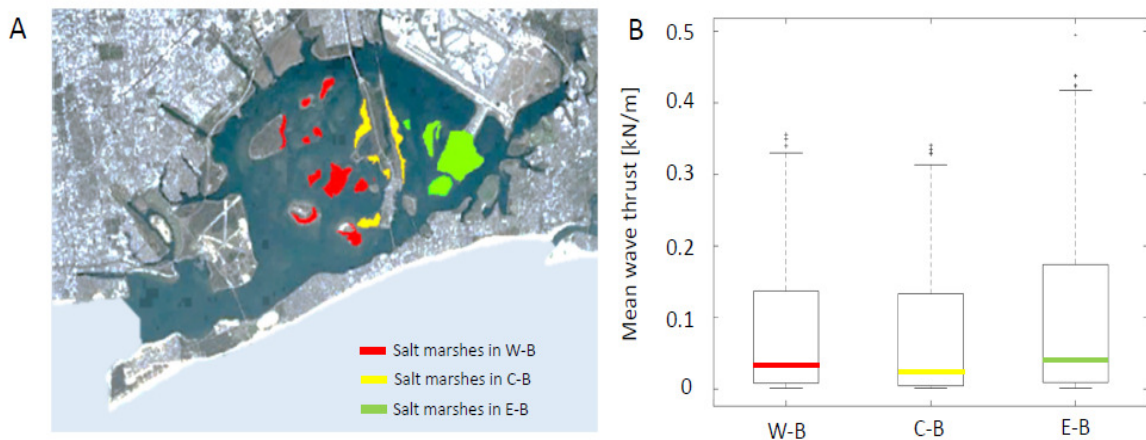 A
Salt marshes in W-B
Salt marshes in C-B
Salt marshes in E-B
B
Mean wave thrust [kN/m]
0.5
0.4
0.3
0.2
0.1
0
W-B
C-B
E-B